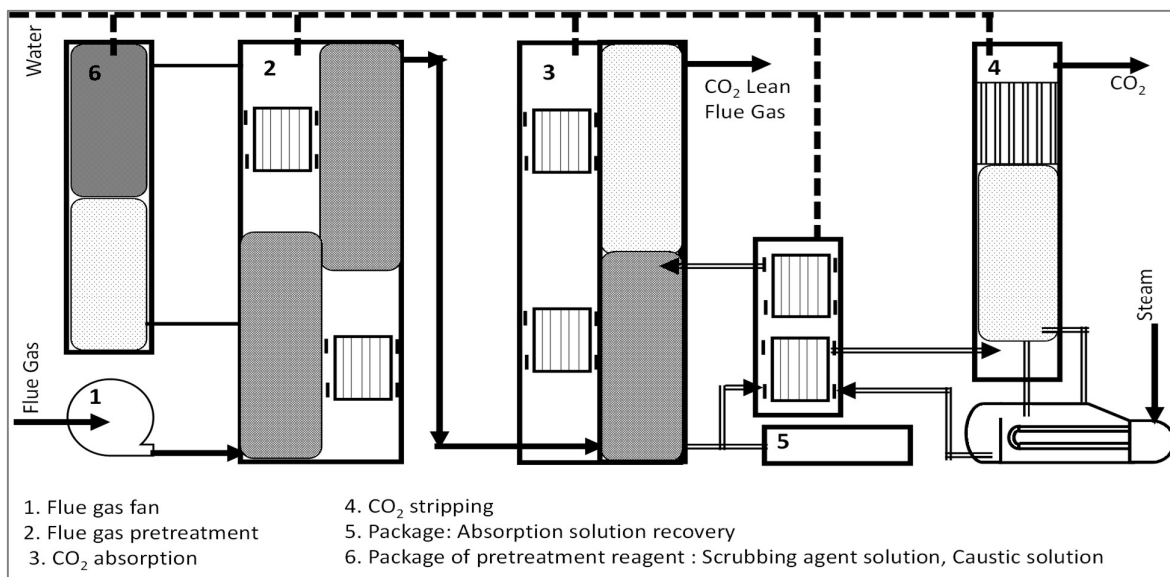 Water
6
2
3
4
CO₂ Lean
Flue Gas
CO₂
Flue Gas
1
Steam
5
1. Flue gas fan
2. Flue gas pretreatment
3. CO₂ absorption
4. CO₂ stripping
5. Package: Absorption solution recovery
6. Package of pretreatment reagent : Scrubbing agent solution, Caustic solution